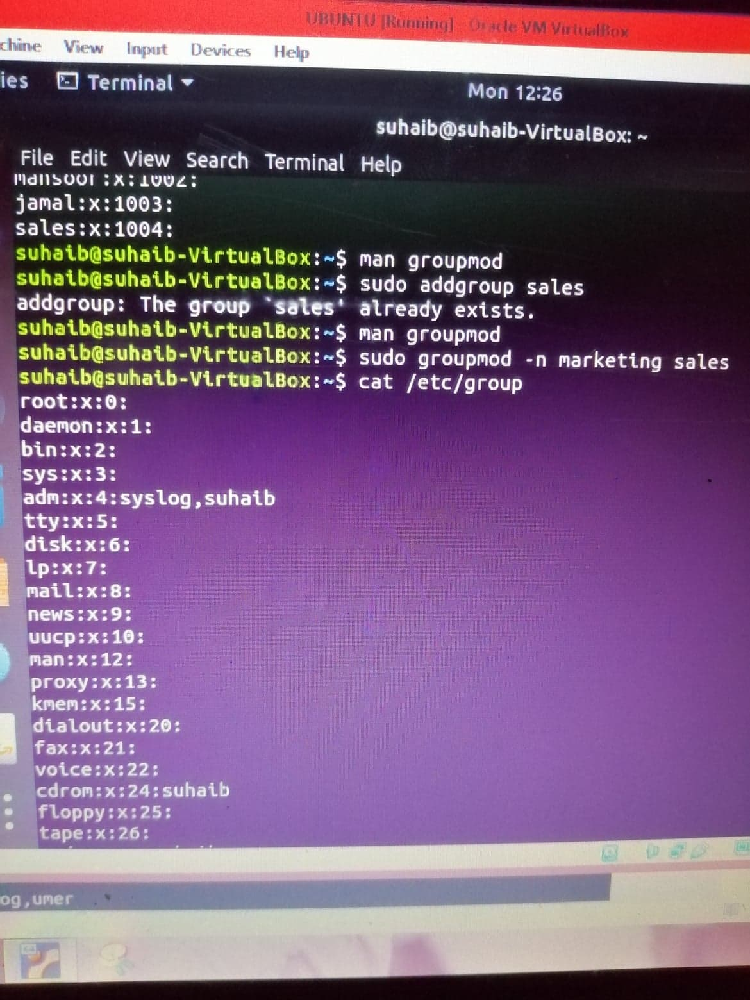 UBUNTU [Running] - Oracle VM VirtualBox
chine View Input Devices Help
ies Terminal
Mon 12:26
suhaib@suhaib-VirtualBox: ~
File Edit View Search Terminal Help
mansoor:x:1002:
jamal:x:1003:
sales:x:1004:
suhaib@suhaib-VirtualBox:~$ man groupmod
suhaib@suhaib-VirtualBox:~$ sudo addgroup sales
addgroup: The group `sales' already exists.
suhaib@suhaib-VirtualBox:~$ man groupmod
suhaib@suhaib-VirtualBox:~$ sudo groupmod -n marketing sales
suhaib@suhaib-VirtualBox:~$ cat /etc/group
root:x:0:
daemon:x:1:
bin:x:2:
sys:x:3:
adm:x:4:syslog,suhaib
tty:x:5:
disk:x:6:
lp:x:7:
mail:x:8:
news:x:9:
uucp:x:10:
man:x:12:
proxy:x:13:
kmem:x:15:
dialout:x:20:
fax:x:21:
voice:x:22:
cdrom:x:24:suhaib
floppy:x:25:
tape:x:26:
og,umer